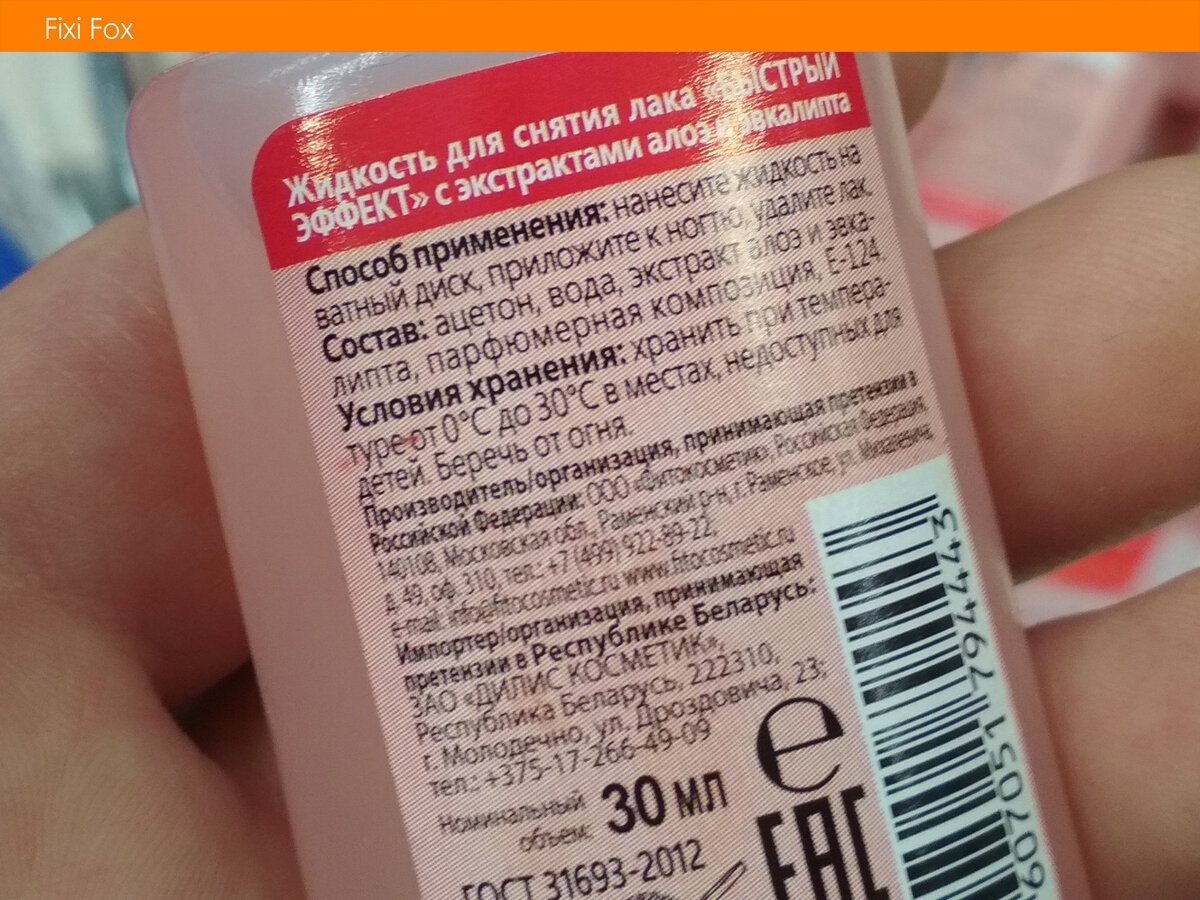 Fixi Fox
Жидкость для снятия лака «БЫСТРЫЙ
ЭФФЕКТ» с экстрактами алоэ и эвкалипта
Способ применения: нанесите жидкость на
ватный диск, приложите к ногтю, удалите лак.
Состав: ацетон, вода, экстракт алоэ и эвка-
липта, парфюмерная композиция, Е-124.
Условия хранения: хранить при темпера-
туре от 0°С до 30°С в местах, недоступных для
детей. Беречь от огня.
Производитель/организация, принимающая претензии в
Российской Федерации: ООО «Фитокосметик», Российская Федерация,
140108, Московская обл., Раменский р-н, г. Раменское, ул. Михалевича,
д. 49, оф. 310, тел.: +7 (499) 922-89-22,
e-mail: info@fitocosmetic.ru www.fitocosmetic.ru
Импортер/организация, принимающая
претензии в Республике Беларусь:
ЗАО «ДИЛИС КОСМЕТИК»,
Республика Беларусь, 222310,
г. Молодечно, ул. Дроздовича, 23;
тел.: +375-17-266-49-09
Номинальный
объем: 30 мл
e
ГОСТ 31693-2012
EAC
607051 794443